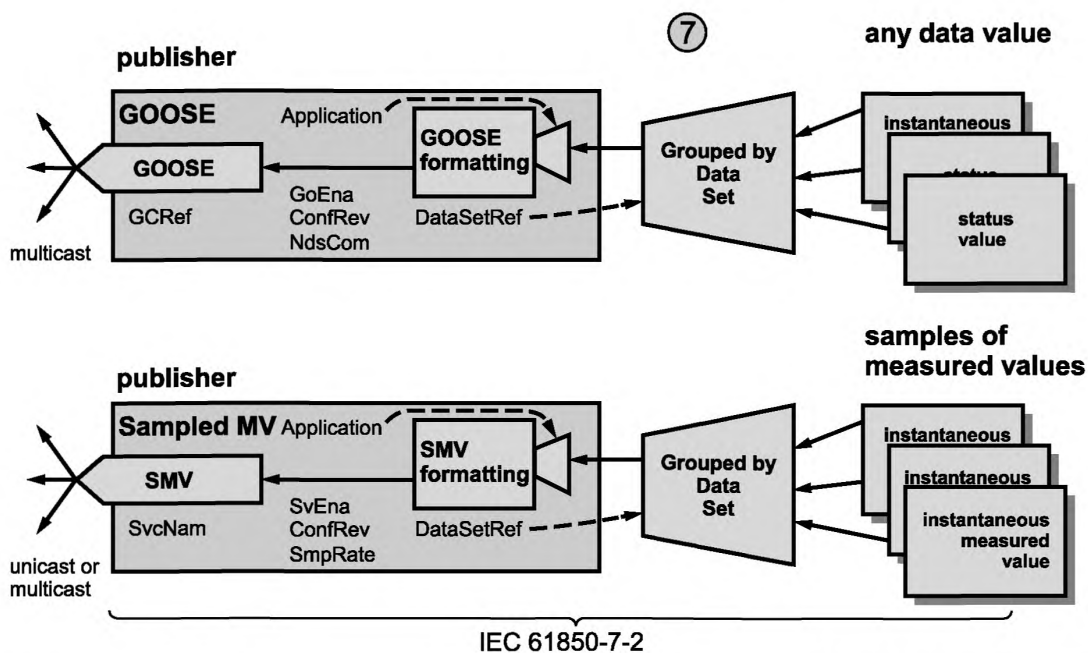 7
any data value
publisher
GOOSE
Application
GOOSE
formatting
GOOSE
GCRef
GoEna
ConfRev
NdsCom
DataSetRef
multicast
Grouped by
Data
Set
instantaneous
status
status
value
samples of
measured values
publisher
Sampled MV
Application
SMV
formatting
SMV
SvcNam
SvEna
ConfRev
SmpRate
DataSetRef
unicast or
multicast
Grouped by
Data
Set
instantaneous
instantaneous
instantaneous
measured
value
IEC 61850-7-2